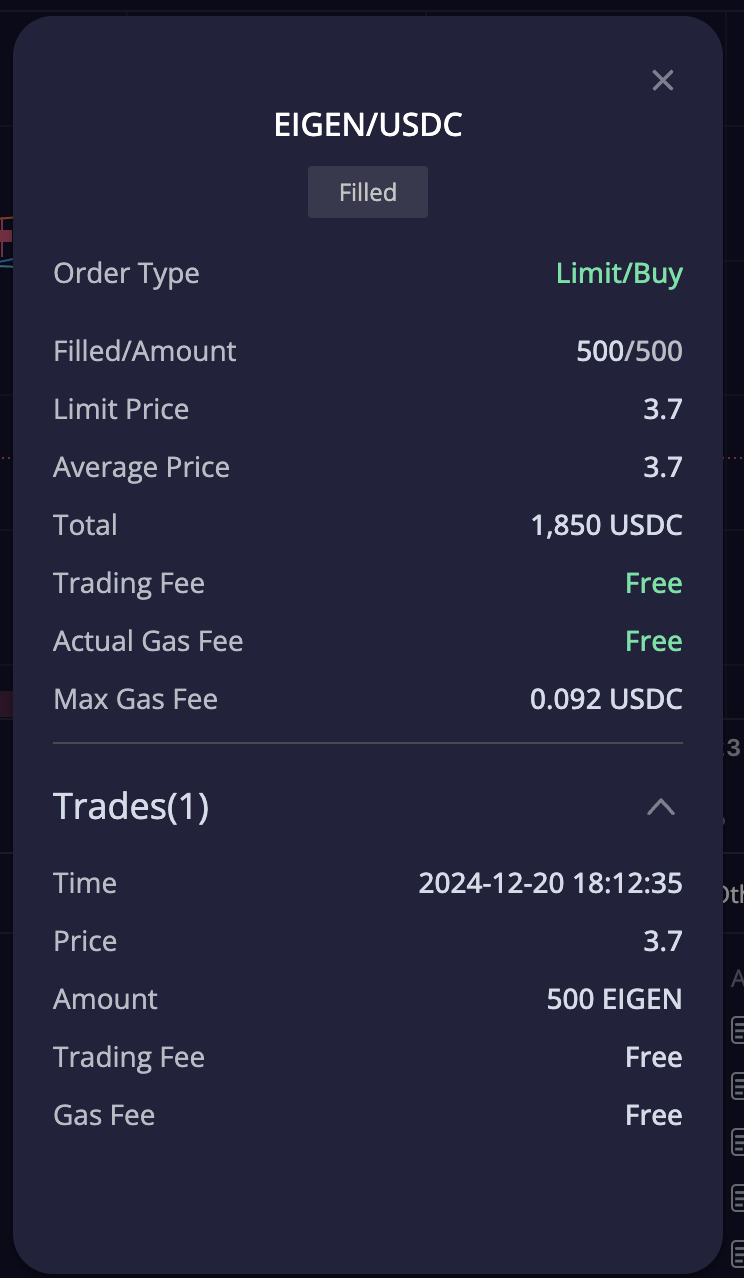 EIGEN/USDC
Filled
Order Type Limit/Buy
Filled/Amount 500/500
Limit Price 3.7
Average Price 3.7
Total 1,850 USDC
Trading Fee Free
Actual Gas Fee Free
Max Gas Fee 0.092 USDC
Trades(1)
Time 2024-12-20 18:12:35
Price 3.7
Amount 500 EIGEN
Trading Fee Free
Gas Fee Free